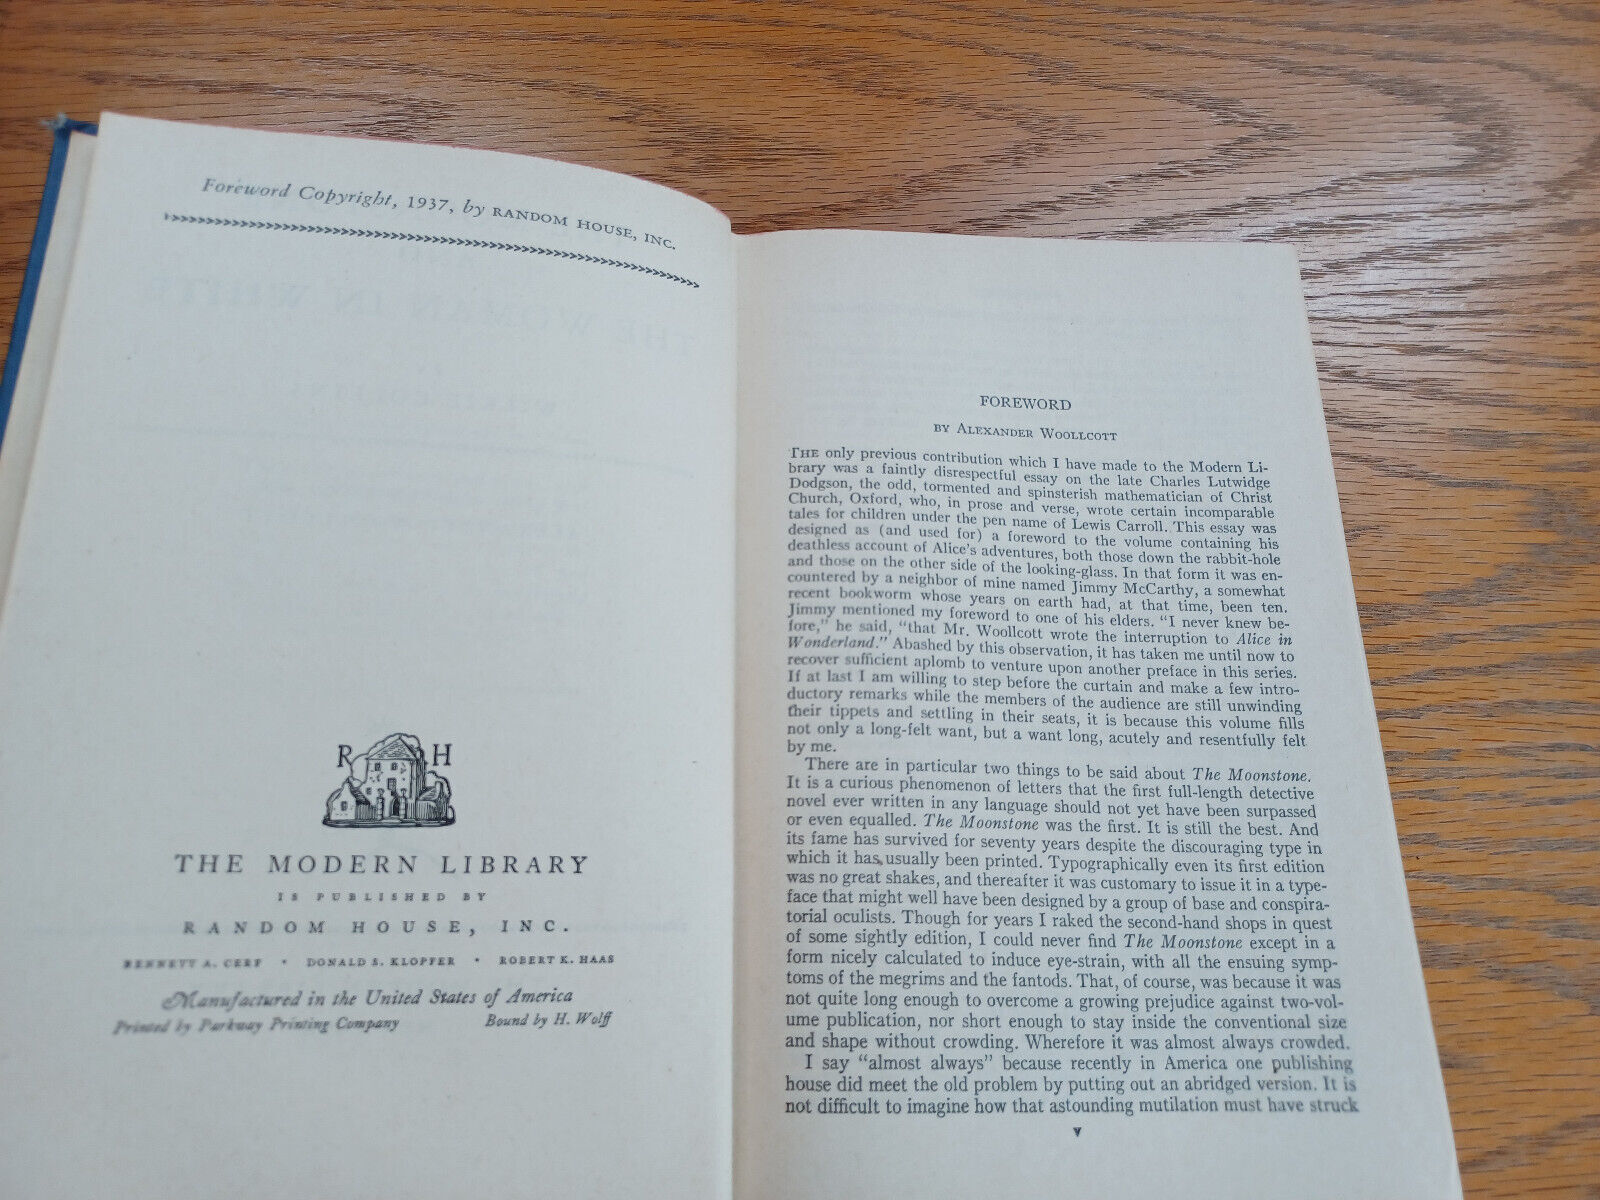 Foreword Copyright, 1937, by RANDOM HOUSE, INC.
THE WOMAN IN WHITE
R H
THE MODERN LIBRARY
IS PUBLISHED BY
RANDOM HOUSE, INC.
BENNETT A. CERF • DONALD S. KLOPFER • ROBERT K. HAAS
Manufactured in the United States of America
Printed by Parkway Printing Company Bound by H. Wolff
FOREWORD
BY ALEXANDER WOOLLCOTT
THE only previous contribution which I have made to the Modern Li-
brary was a faintly disrespectful essay on the late Charles Lutwidge
Dodgson, the odd, tormented and spinsterish mathematician of Christ
Church, Oxford, who, in prose and verse, wrote certain incomparable
tales for children under the pen name of Lewis Carroll. This essay was
designed as (and used for) a foreword to the volume containing his
deathless account of Alice's adventures, both those down the rabbit-hole
and those on the other side of the looking-glass. In that form it was en-
countered by a neighbor of mine named Jimmy McCarthy, a somewhat
recent bookworm whose years on earth had, at that time, been ten.
Jimmy mentioned my foreword to one of his elders. "I never knew be-
fore," he said, "that Mr. Woollcott wrote the interruption to Alice in
Wonderland." Abashed by this observation, it has taken me until now to
recover sufficient aplomb to venture upon another preface in this series.
If at last I am willing to step before the curtain and make a few intro-
ductory remarks while the members of the audience are still unwinding
their tippets and settling in their seats, it is because this volume fills
not only a long-felt want, but a want long, acutely and resentfully felt
by me.
There are in particular two things to be said about The Moonstone.
It is a curious phenomenon of letters that the first full-length detective
novel ever written in any language should not yet have been surpassed
or even equalled. The Moonstone was the first. It is still the best. And
its fame has survived for seventy years despite the discouraging type in
which it has usually been printed. Typographically even its first edition
was no great shakes, and thereafter it was customary to issue it in a type-
face that might well have been designed by a group of base and conspira-
torial oculists. Though for years I raked the second-hand shops in quest
of some sightly edition, I could never find The Moonstone except in a
form nicely calculated to induce eye-strain, with all the ensuing symp-
toms of the megrims and the fantods. That, of course, was because it was
not quite long enough to overcome a growing prejudice against two-vol-
ume publication, nor short enough to stay inside the conventional size
and shape without crowding. Wherefore it was almost always crowded.
I say "almost always" because recently in America one publishing
house did meet the old problem by putting out an abridged version. It is
not difficult to imagine how that astounding mutilation must have struck
v